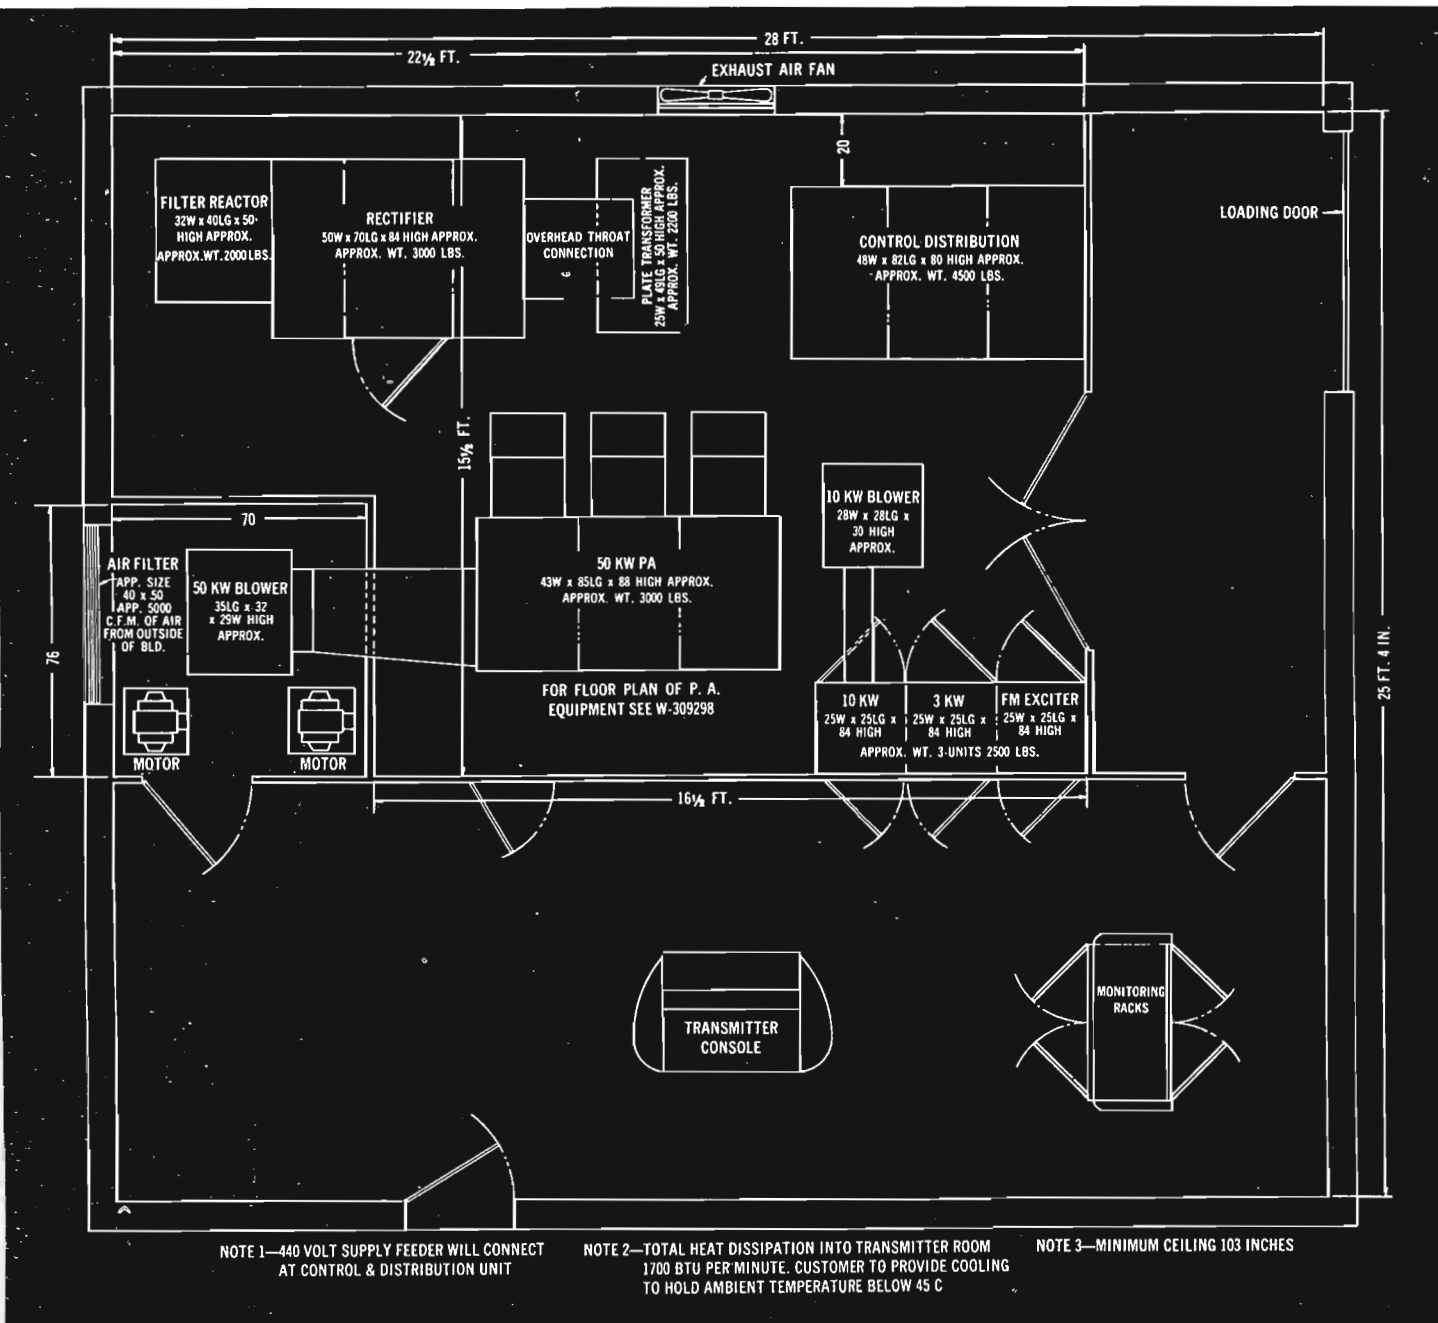 28 FT.
22½ FT.
EXHAUST AIR FAN
20
FILTER REACTOR
32W x 40LG x 50
HIGH APPROX.
APPROX. WT. 2000 LBS.
RECTIFIER
50W x 70LG x 84 HIGH APPROX.
APPROX. WT. 3000 LBS.
OVERHEAD THROAT
CONNECTION
PLATE TRANSFORMER
25W x 49LG x 50 HIGH APPROX.
APPROX. WT. 2200 LBS.
CONTROL DISTRIBUTION
48W x 82LG x 80 HIGH APPROX.
APPROX. WT. 4500 LBS.
LOADING DOOR
15½ FT.
70
76
AIR FILTER
APP. SIZE
40 x 50
APP. 5000
C.F.M. OF AIR
FROM OUTSIDE
OF BLD.
50 KW BLOWER
35LG x 32
x 29W HIGH
APPROX.
50 KW PA
43W x 85LG x 88 HIGH APPROX.
APPROX. WT. 3000 LBS.
10 KW BLOWER
28W x 28LG x
30 HIGH
APPROX.
25 FT. 4 IN.
FOR FLOOR PLAN OF P. A.
EQUIPMENT SEE W-309298
10 KW
25W x 25LG x
84 HIGH
3 KW
25W x 25LG x
84 HIGH
FM EXCITER
25W x 25LG x
84 HIGH
APPROX. WT. 3-UNITS 2500 LBS.
MOTOR
MOTOR
16½ FT.
TRANSMITTER
CONSOLE
MONITORING
RACKS
NOTE 1—440 VOLT SUPPLY FEEDER WILL CONNECT
AT CONTROL & DISTRIBUTION UNIT
NOTE 2—TOTAL HEAT DISSIPATION INTO TRANSMITTER ROOM
1700 BTU PER MINUTE. CUSTOMER TO PROVIDE COOLING
TO HOLD AMBIENT TEMPERATURE BELOW 45 C
NOTE 3—MINIMUM CEILING 103 INCHES